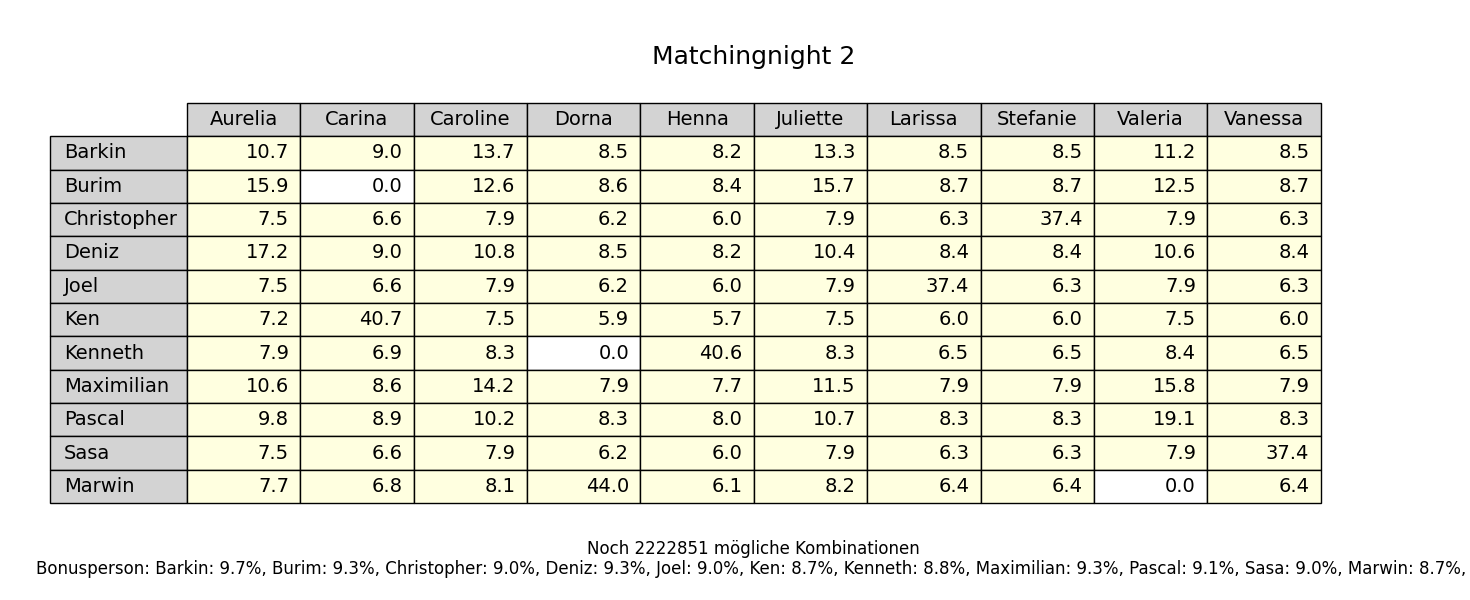 Matchingnight 2
Aurelia Carina Caroline Dorna Henna Juliette Larissa Stefanie Valeria Vanessa
Barkin 10.7 9.0 13.7 8.5 8.2 13.3 8.5 8.5 11.2 8.5
Burim 15.9 0.0 12.6 8.6 8.4 15.7 8.7 8.7 12.5 8.7
Christopher 7.5 6.6 7.9 6.2 6.0 7.9 6.3 37.4 7.9 6.3
Deniz 17.2 9.0 10.8 8.5 8.2 10.4 8.4 8.4 10.6 8.4
Joel 7.5 6.6 7.9 6.2 6.0 7.9 37.4 6.3 7.9 6.3
Ken 7.2 40.7 7.5 5.9 5.7 7.5 6.0 6.0 7.5 6.0
Kenneth 7.9 6.9 8.3 0.0 40.6 8.3 6.5 6.5 8.4 6.5
Maximilian 10.6 8.6 14.2 7.9 7.7 11.5 7.9 7.9 15.8 7.9
Pascal 9.8 8.9 10.2 8.3 8.0 10.7 8.3 8.3 19.1 8.3
Sasa 7.5 6.6 7.9 6.2 6.0 7.9 6.3 6.3 7.9 37.4
Marwin 7.7 6.8 8.1 44.0 6.1 8.2 6.4 6.4 0.0 6.4
Noch 2222851 mögliche Kombinationen
Bonusperson: Barkin: 9.7%, Burim: 9.3%, Christopher: 9.0%, Deniz: 9.3%, Joel: 9.0%, Ken: 8.7%, Kenneth: 8.8%, Maximilian: 9.3%, Pascal: 9.1%, Sasa: 9.0%, Marwin: 8.7%,